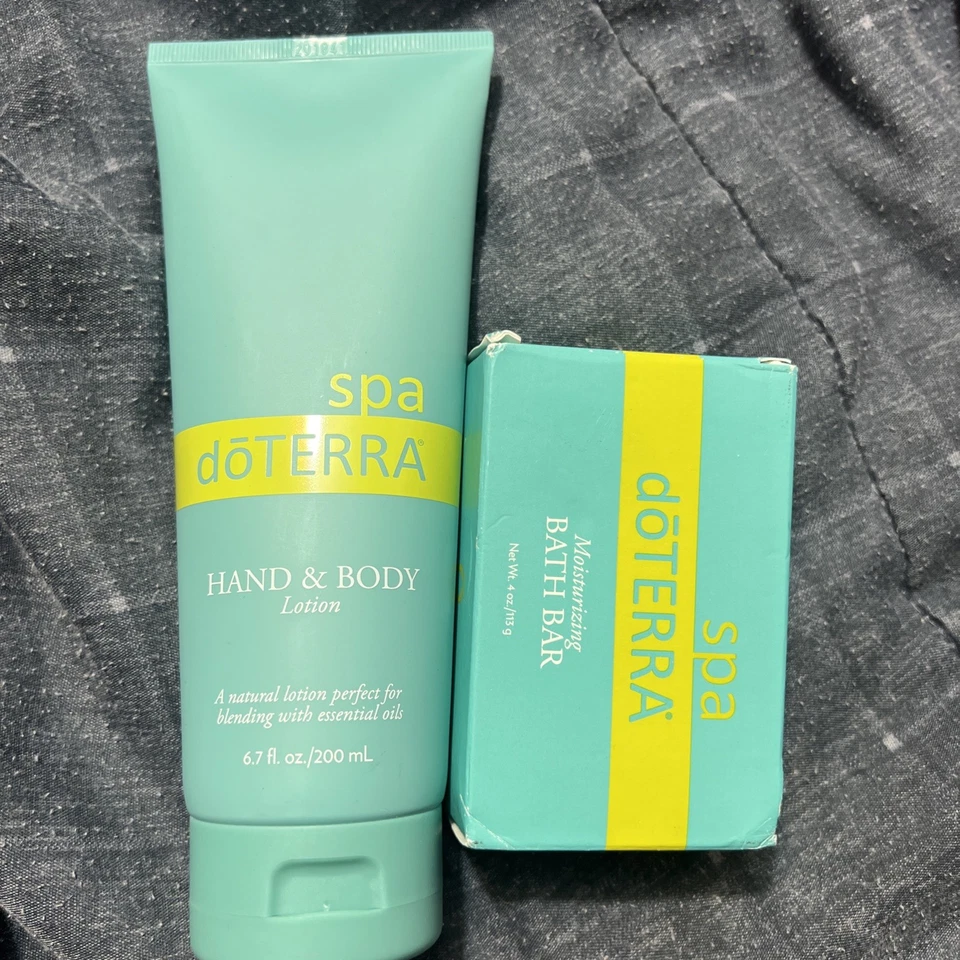 spa
dōTERRA®
HAND & BODY
Lotion
A natural lotion perfect for
blending with essential oils
6.7 fl. oz./200 mL
spa
dōTERRA®
Moisturizing
BATH BAR
Net Wt. 4 oz./113 g